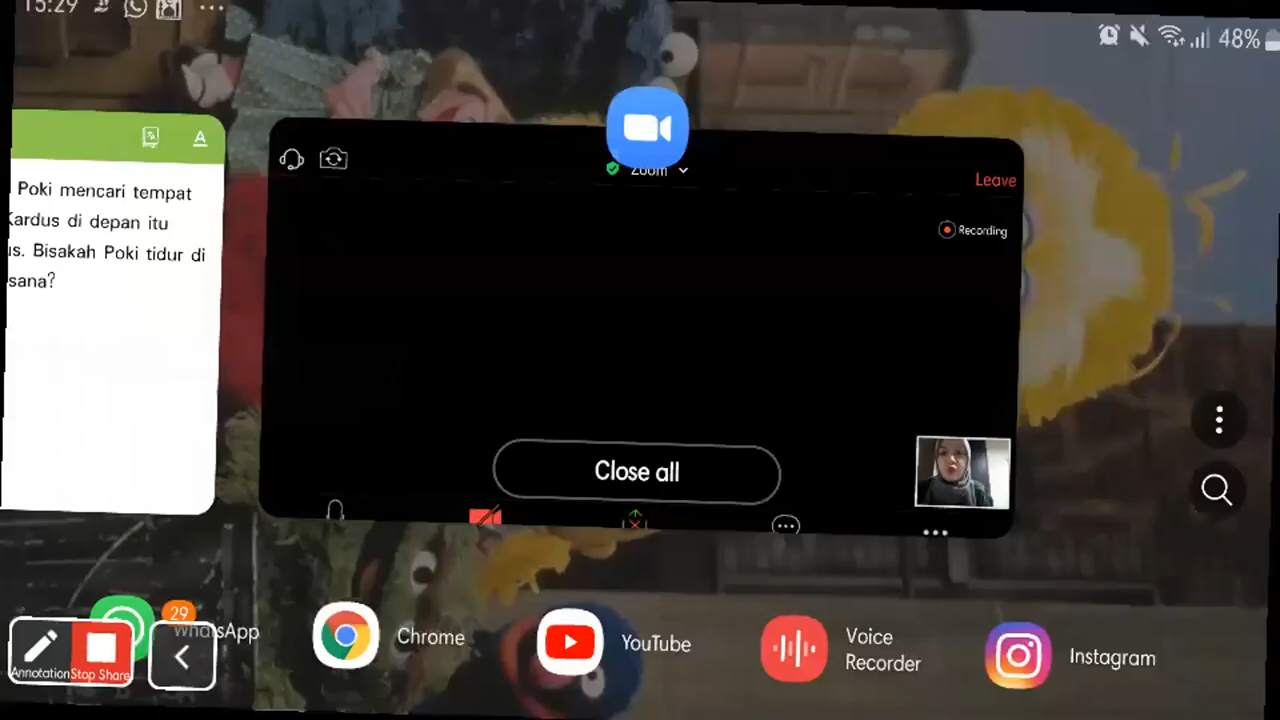 15:29
48%
Poki mencari tempat
Kardus di depan itu
us. Bisakah Poki tidur di
sana?
Zoom
Leave
Recording
Close all
29
WhatsApp
Chrome
YouTube
Voice
Recorder
Instagram
Annotation
Stop Share